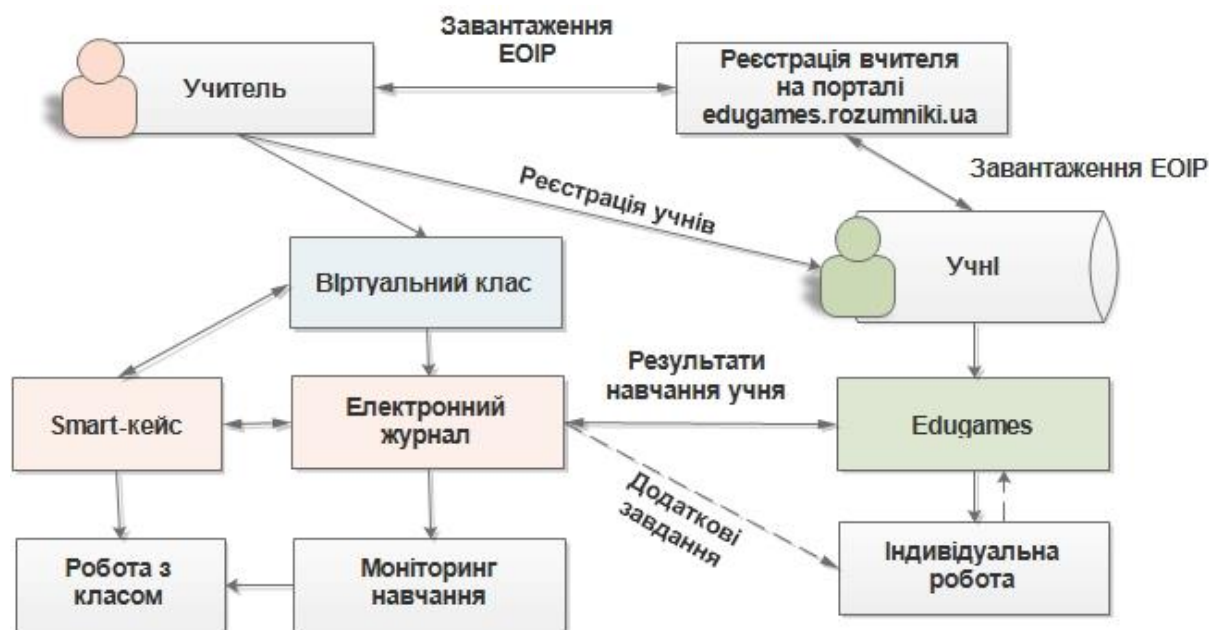 Завантаження
ЕОІР
Учитель
Реєстрація вчителя
на порталі
edugames.rozumniki.ua
Завантаження ЕОІР
Реєстрація учнів
Учні
Віртуальний клас
Результати
навчання учня
Smart-кейс
Електронний
журнал
Edugames
Додаткові
завдання
Робота з
класом
Моніторинг
навчання
Індивідуальна
робота